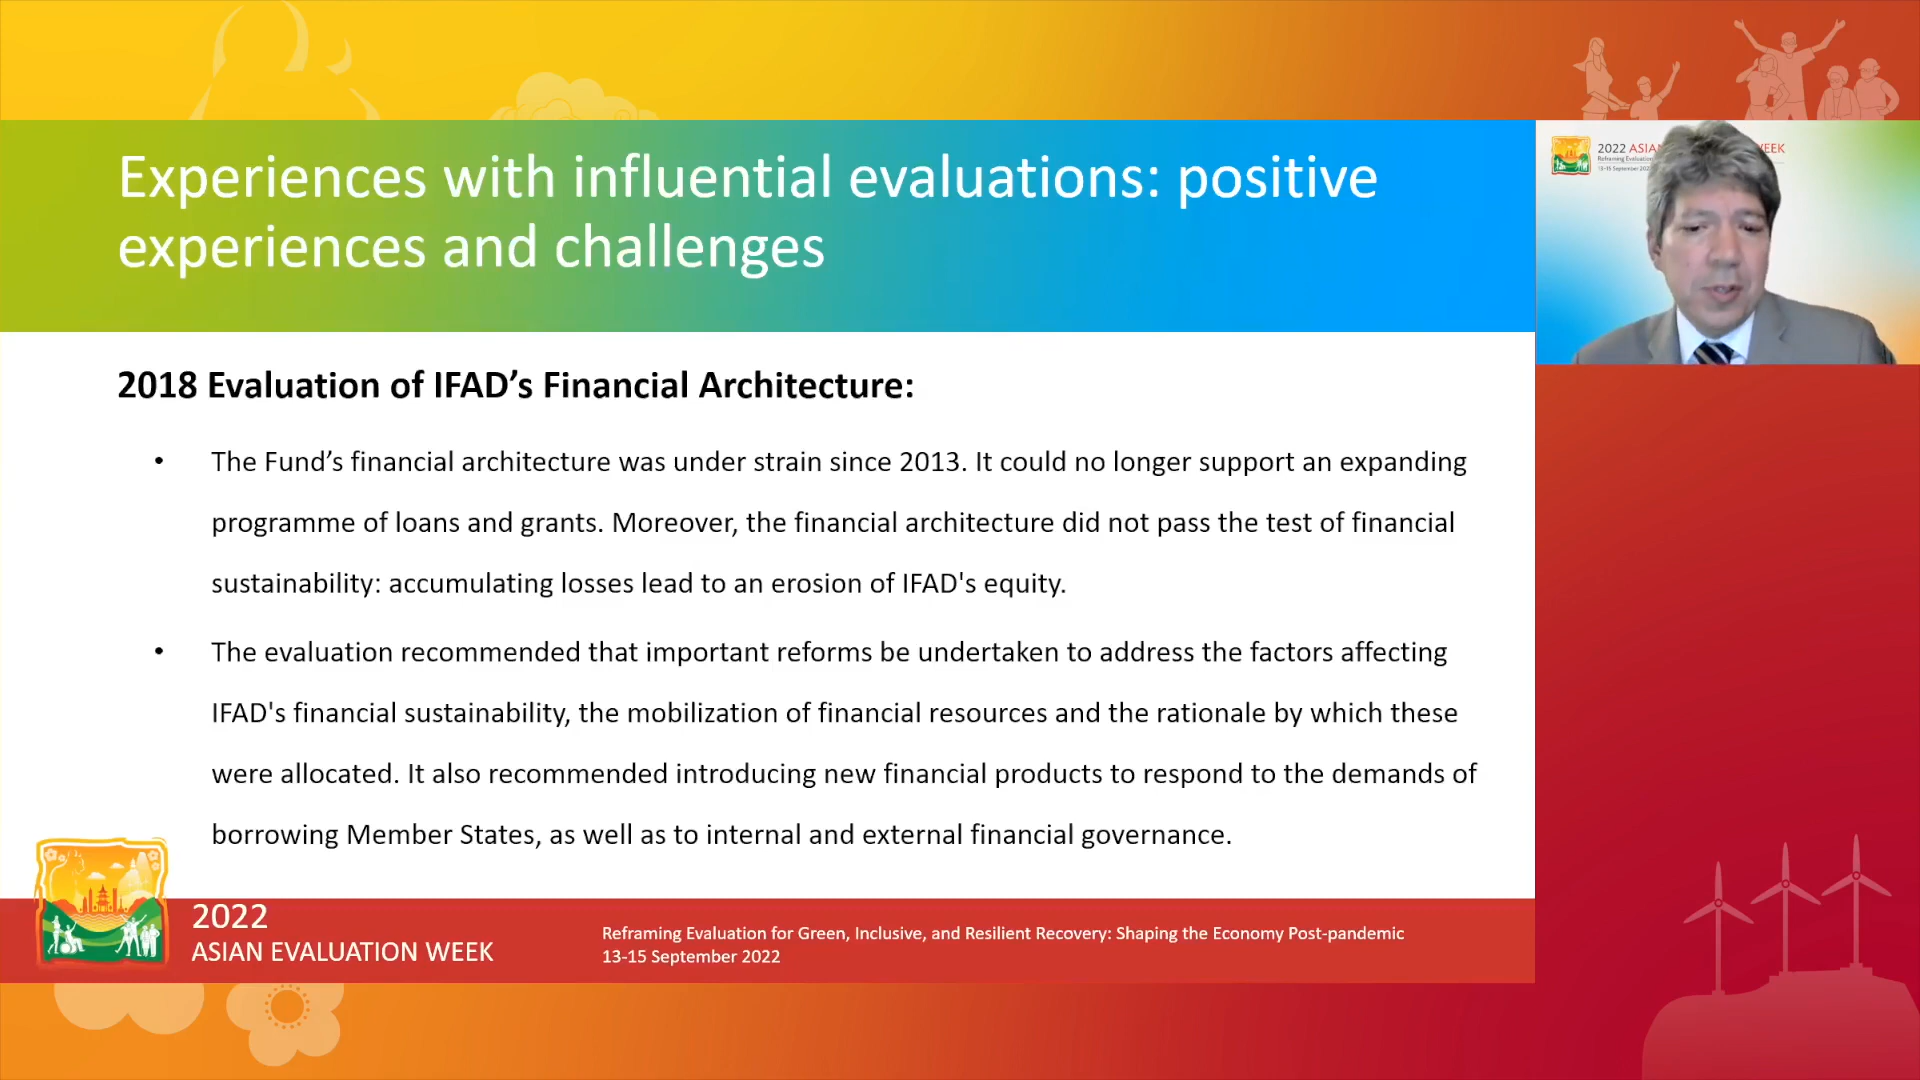 Experiences with influential evaluations: positive
experiences and challenges
2022 ASIA WEEK
Reframing Evaluation
13-15 September 202
2018 Evaluation of IFAD’s Financial Architecture:
• The Fund’s financial architecture was under strain since 2013. It could no longer support an expanding
programme of loans and grants. Moreover, the financial architecture did not pass the test of financial
sustainability: accumulating losses lead to an erosion of IFAD's equity.
• The evaluation recommended that important reforms be undertaken to address the factors affecting
IFAD's financial sustainability, the mobilization of financial resources and the rationale by which these
were allocated. It also recommended introducing new financial products to respond to the demands of
borrowing Member States, as well as to internal and external financial governance.
2022
ASIAN EVALUATION WEEK
Reframing Evaluation for Green, Inclusive, and Resilient Recovery: Shaping the Economy Post-pandemic
13-15 September 2022